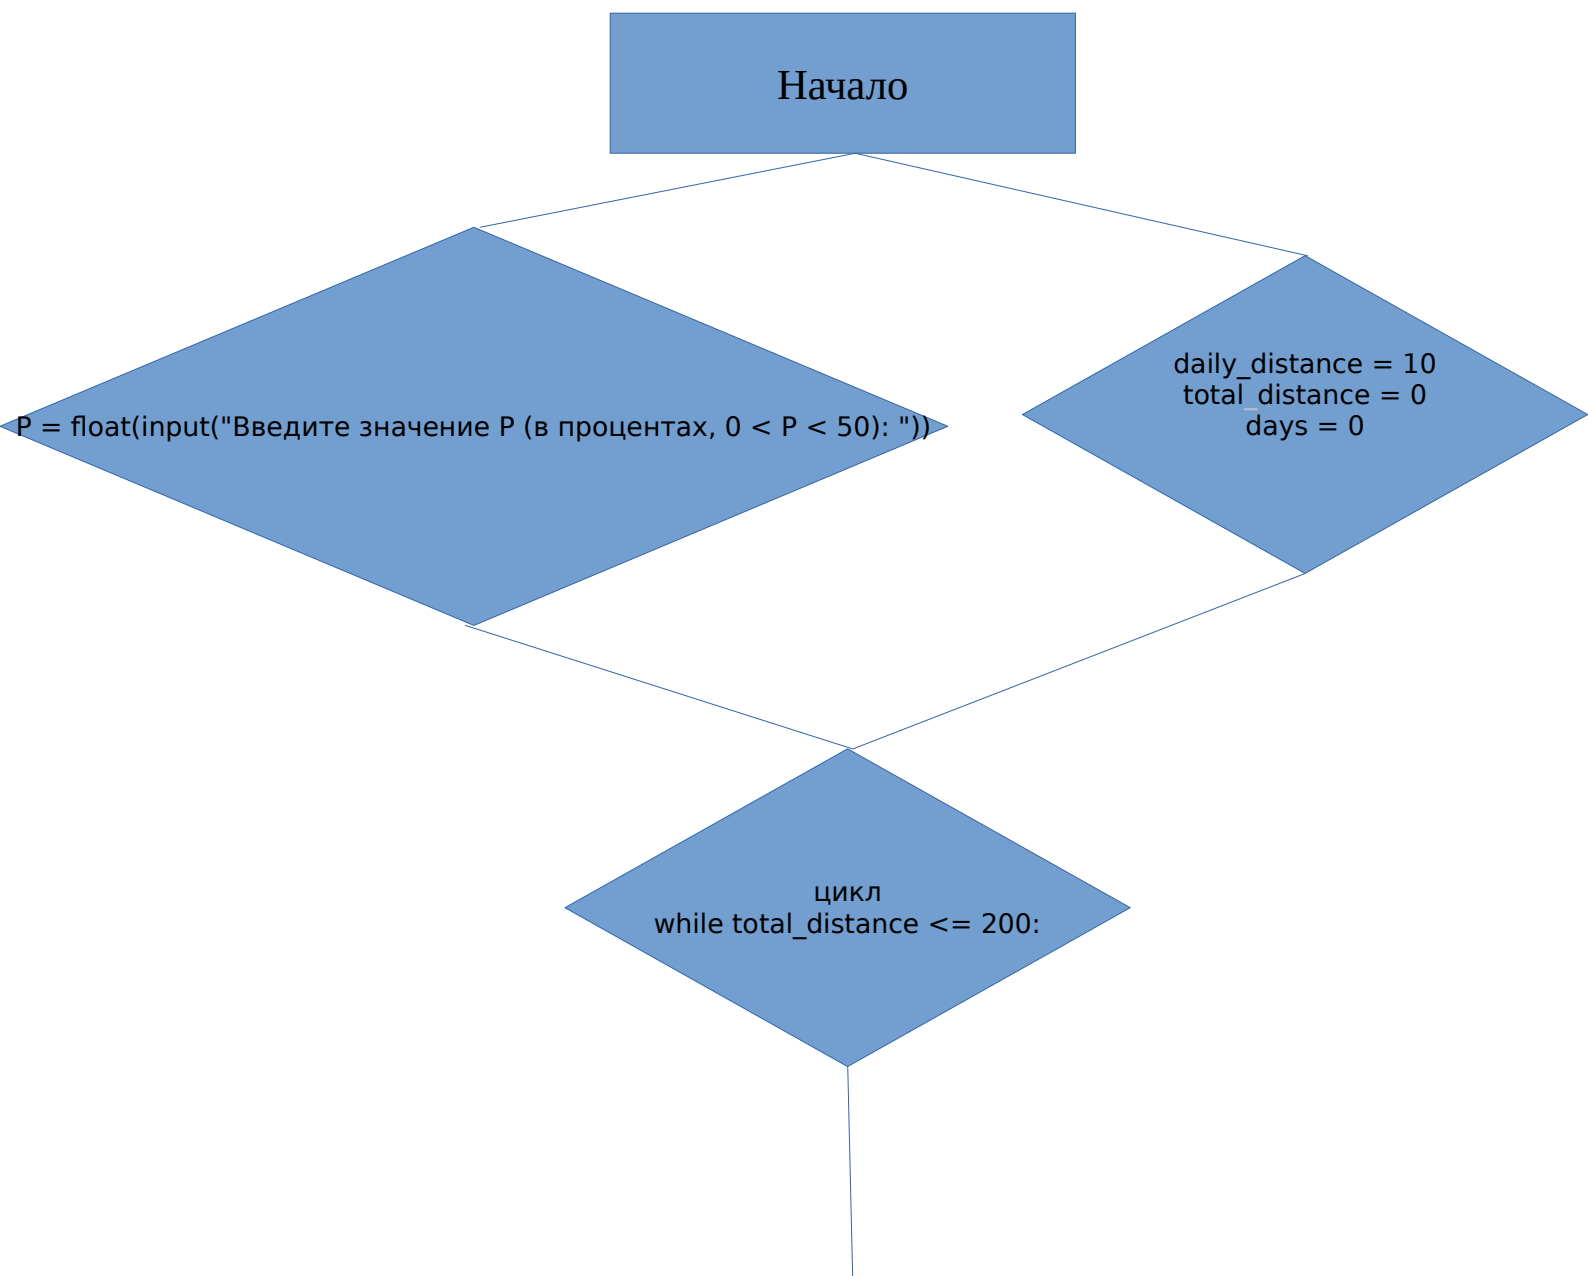 Начало
P = float(input("Введите значение P (в процентах, 0 < P < 50): "))
daily_distance = 10
total_distance = 0
days = 0
цикл
while total_distance <= 200: